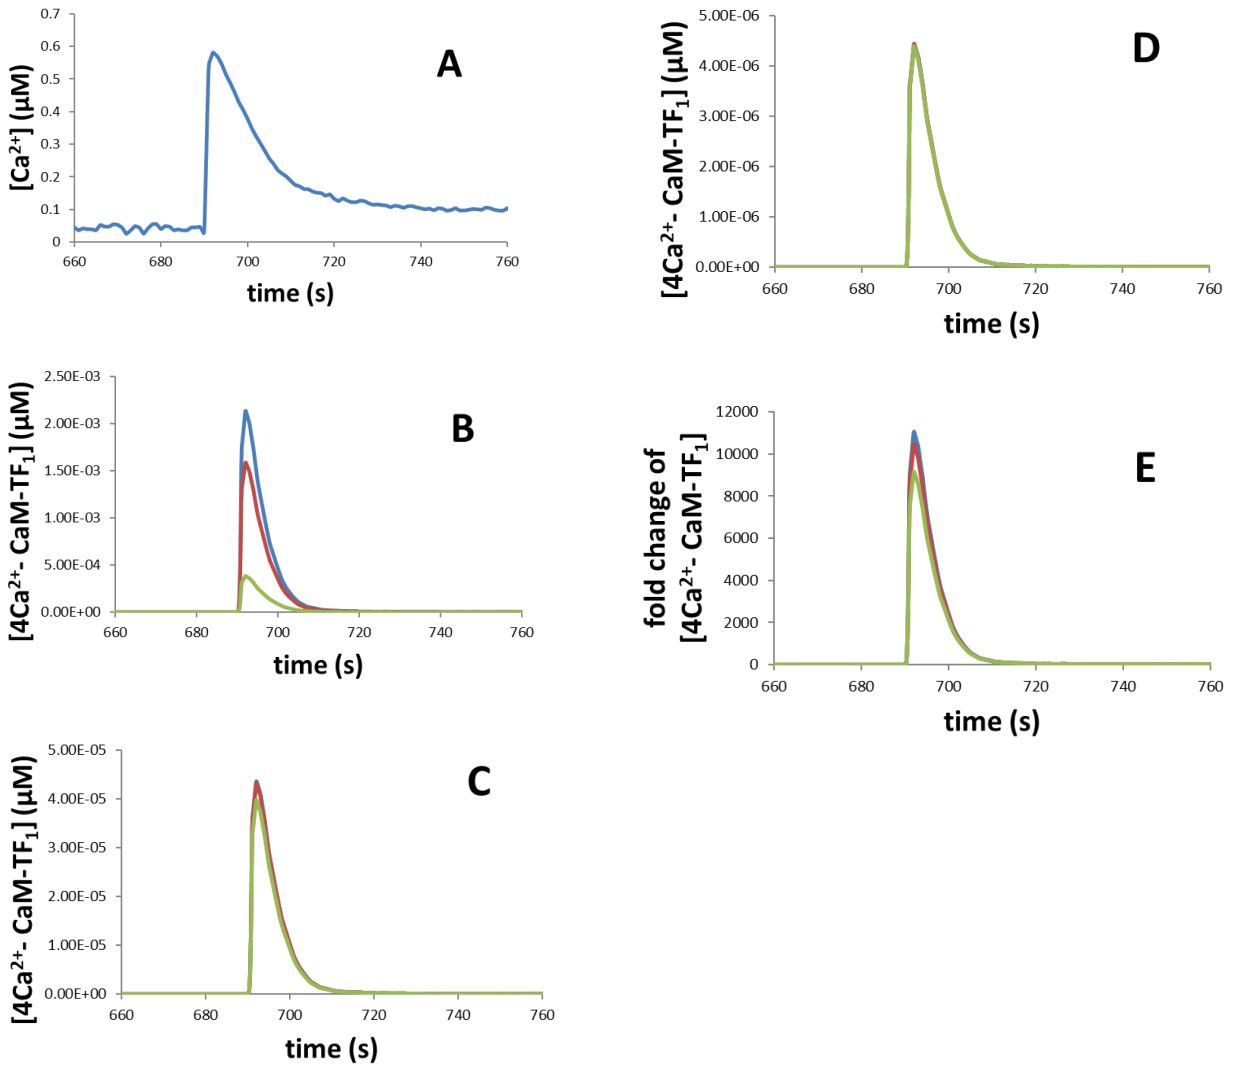 A
[Ca²⁺] (µM)
0.7
0.6
0.5
0.4
0.3
0.2
0.1
0
660 680 700 720 740 760
time (s)
B
[4Ca²⁺- CaM-TF₁] (µM)
2.50E-03
2.00E-03
1.50E-03
1.00E-03
5.00E-04
0.00E+00
660 680 700 720 740 760
time (s)
C
[4Ca²⁺- CaM-TF₁] (µM)
5.00E-05
4.00E-05
3.00E-05
2.00E-05
1.00E-05
0.00E+00
660 680 700 720 740 760
time (s)
D
[4Ca²⁺- CaM-TF₁] (µM)
5.00E-06
4.00E-06
3.00E-06
2.00E-06
1.00E-06
0.00E+00
660 680 700 720 740 760
time (s)
E
fold change of
[4Ca²⁺- CaM-TF₁]
12000
10000
8000
6000
4000
2000
0
660 680 700 720 740 760
time (s)